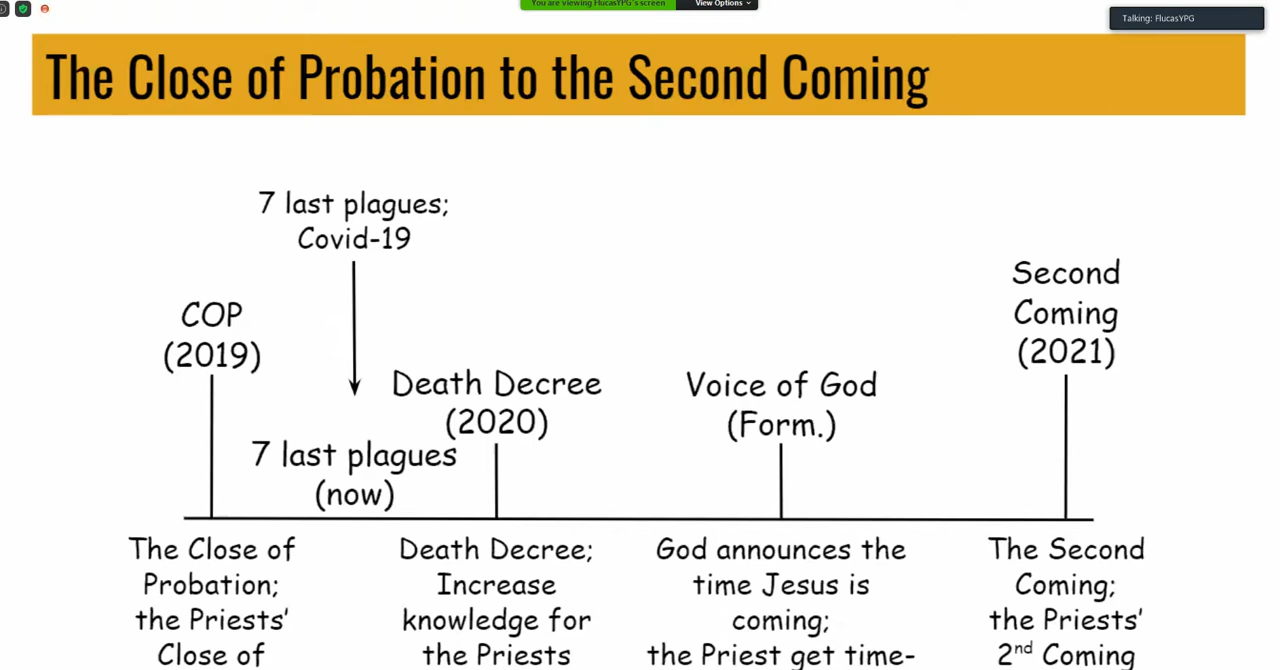 You are viewing FlucasYPG's screen
View Options
Talking: FlucasYPG
The Close of Probation to the Second Coming
7 last plagues;
Covid-19
COP
(2019)
7 last plagues
(now)
Death Decree
(2020)
Voice of God
(Form.)
Second
Coming
(2021)
The Close of
Probation;
the Priests'
Close of
Death Decree;
Increase
knowledge for
the Priests
God announces the
time Jesus is
coming;
the Priest get time-
The Second
Coming;
the Priests'
2nd Coming